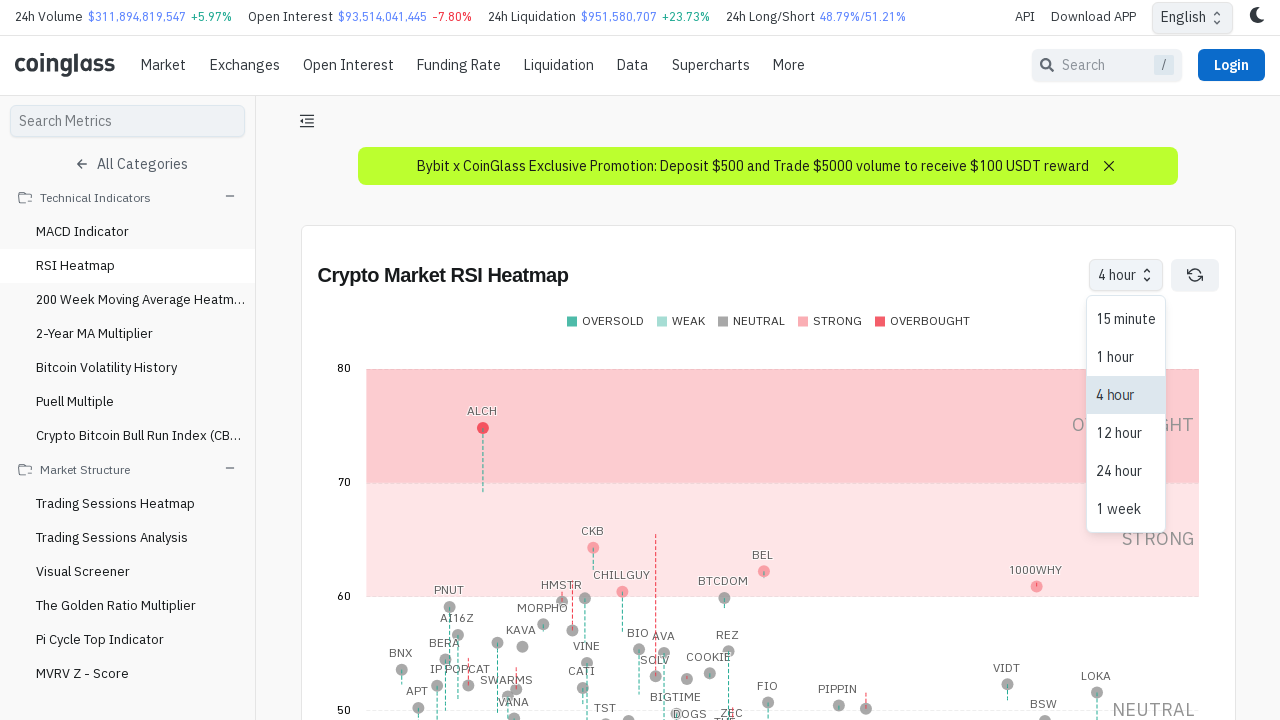 24h Volume $311,894,819,547 +5.97% Open Interest $93,514,041,445 -7.80% 24h Liquidation $951,580,707 +23.73% 24h Long/Short 48.79%/51.21% API Download APP English
coinglass Market Exchanges Open Interest Funding Rate Liquidation Data Supercharts More Search / Login
Search Metrics
All Categories
Technical Indicators
MACD Indicator
RSI Heatmap
200 Week Moving Average Heatm...
2-Year MA Multiplier
Bitcoin Volatility History
Puell Multiple
Crypto Bitcoin Bull Run Index (CB...
Market Structure
Trading Sessions Heatmap
Trading Sessions Analysis
Visual Screener
The Golden Ratio Multiplier
Pi Cycle Top Indicator
MVRV Z - Score
Bybit x CoinGlass Exclusive Promotion: Deposit $500 and Trade $5000 volume to receive $100 USDT reward
Crypto Market RSI Heatmap
4 hour
15 minute
1 hour
4 hour
12 hour
24 hour
1 week
OVERSOLD WEAK NEUTRAL STRONG OVERBOUGHT
80
ALCH
70
CKB
STRONG
BEL
1000WHY
CHILLGUY
BTCDOM
HMSTR
PNUT
60
MORPHO
AI16Z
KAVA
BIO
AVA
REZ
BERA
VINE
BNX
SOLV
COOKIE
IP
POPCAT
CATI
VIDT
SWARMS
LOKA
APT
FIO
PIPPIN
BIGTIME
VANA
TST
BSW
DOGS
ZEC
50
NEUTRAL